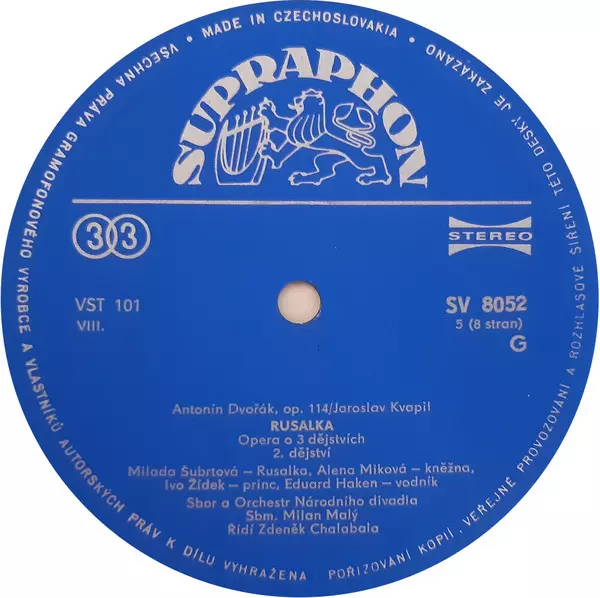 VŠECHNA PRÁVA GRAMOFONOVÉHO VÝROBCE A VLASTNÍKŮ AUTORSKÝCH PRÁV K DÍLU VYHRAŽENA
POŘIZOVÁNÍ KOPIÍ, VEŘEJNÉ PROVOZOVÁNÍ A ROZHLASOVÉ ŠÍŘENÍ TÉTO DESKY JE ZAKÁZÁNO
• MADE IN CZECHOSLOVAKIA •
SUPRAPHON
33
STEREO
VST 101
SV 8052
VIII.
5 (8 stran)
G
Antonín Dvořák, op. 114/Jaroslav Kvapil
RUSALKA
Opera o 3 dějstvích
2. dějství
Milada Šubrtová – Rusalka, Alena Miková – kněžna,
Ivo Žídek – princ, Eduard Haken – vodník
Sbor a Orchestr Národního divadla
Sbm. Milan Malý
Řídí Zdeněk Chalabala